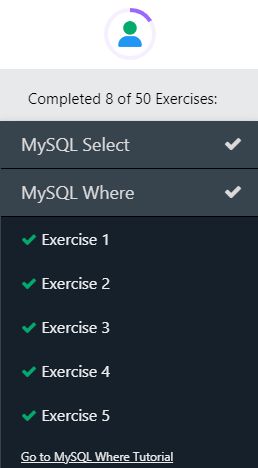 Completed 8 of 50 Exercises:
MySQL Select
MySQL Where
Exercise 1
Exercise 2
Exercise 3
Exercise 4
Exercise 5
Go to MySQL Where Tutorial